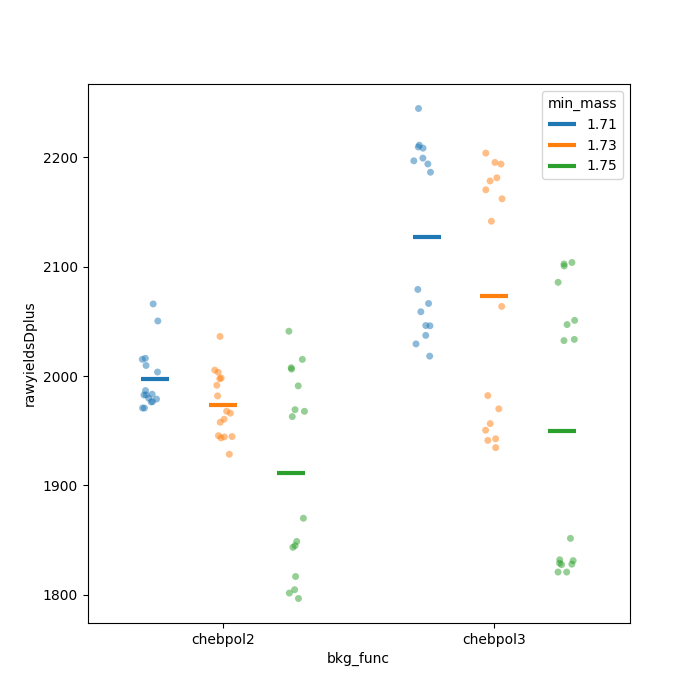 min_mass
1.71
1.73
1.75
2200
2100
2000
1900
1800
rawyieldsDplus
chebpol2
chebpol3
bkg_func